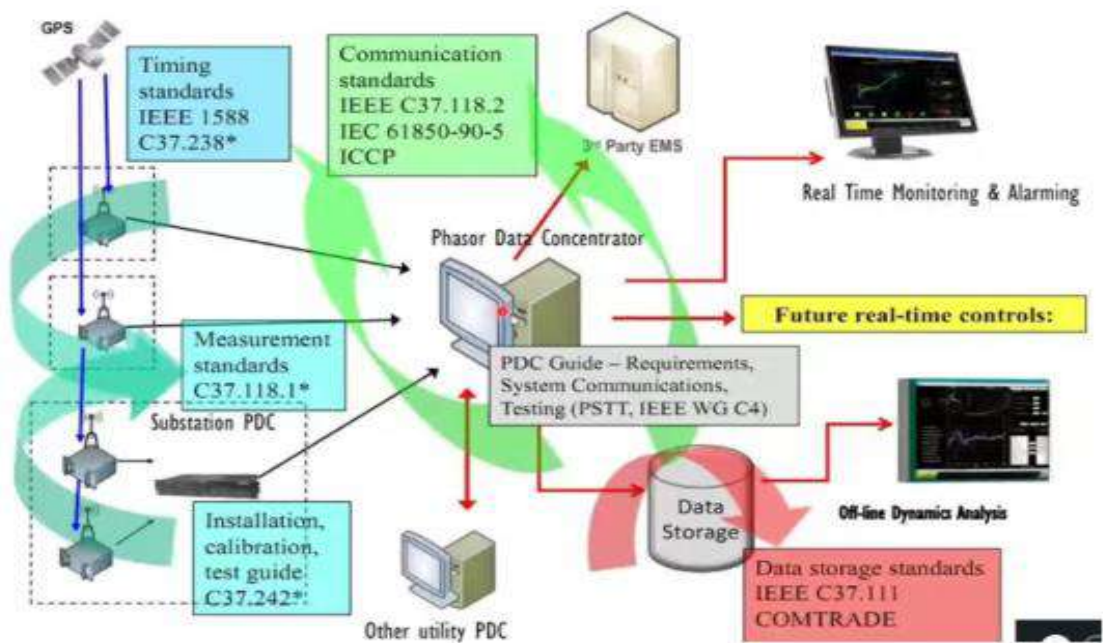 GPS
Timing
standards
IEEE 1588
C37.238*
Communication
standards
IEEE C37.118.2
IEC 61850-90-5
ICCP
3rd Party EMS
Real Time Monitoring & Alarming
Phasor Data Concentrator
Future real-time controls:
Measurement
standards
C37.118.1*
Substation PDC
PDC Guide – Requirements,
System Communications,
Testing (PSTT, IEEE WG C4)
Installation,
calibration,
test guide
C37.242*
Data
Storage
Off-line Dynamics Analysis
Data storage standards
IEEE C37.111
COMTRADE
Other utility PDC